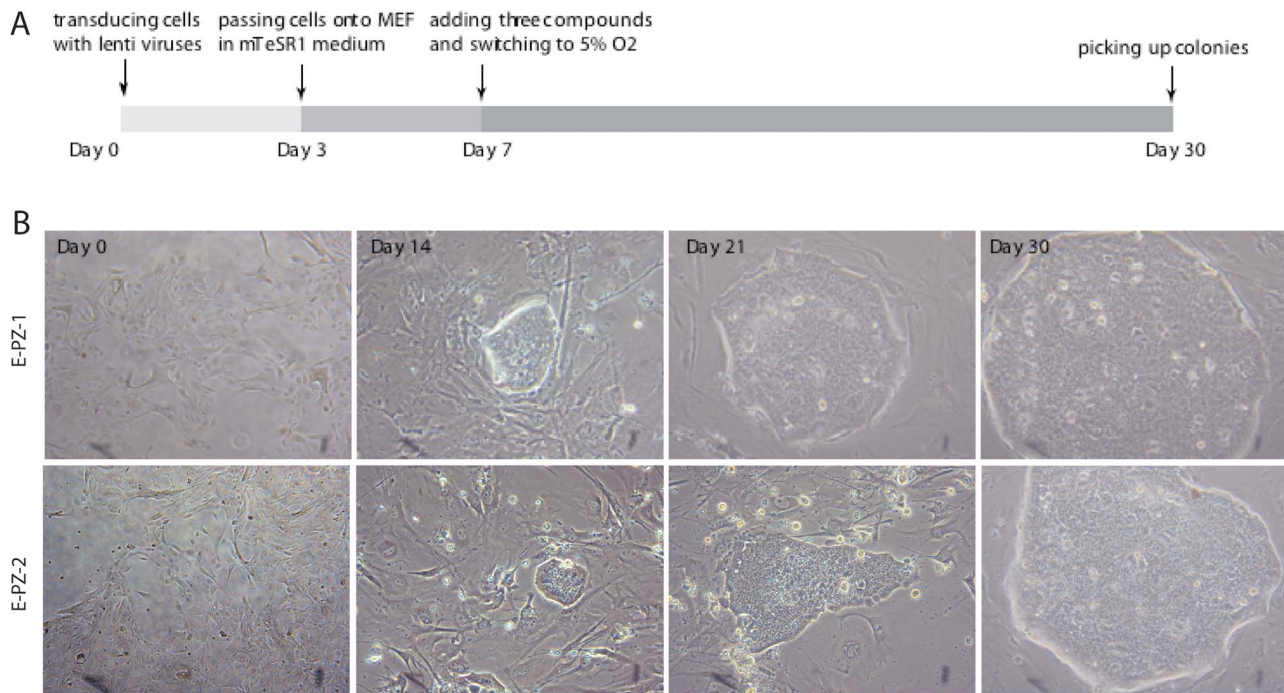 A
transducing cells
with lenti viruses
passing cells onto MEF
in mTeSR1 medium
adding three compounds
and switching to 5% O2
picking up colonies
Day 0
Day 3
Day 7
Day 30
B
Day 0
Day 14
Day 21
Day 30
E-PZ-1
E-PZ-2